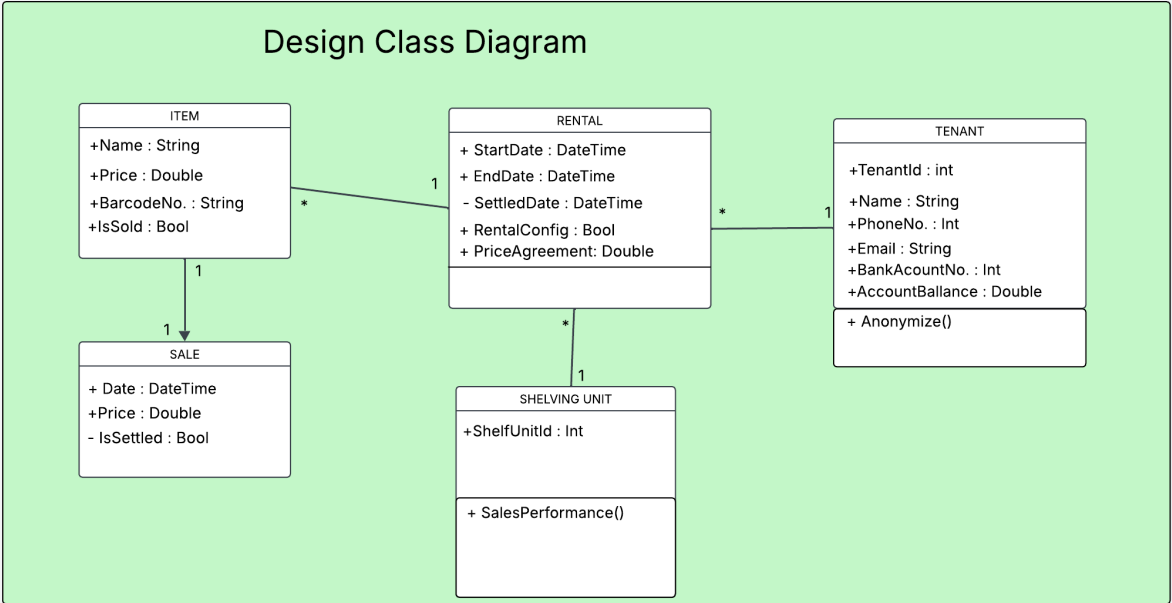 Design Class Diagram
ITEM
+Name : String
+Price : Double
+BarcodeNo. : String
+IsSold : Bool
1
*
1
1
SALE
+ Date : DateTime
+Price : Double
- IsSettled : Bool
RENTAL
+ StartDate : DateTime
+ EndDate : DateTime
- SettledDate : DateTime
+ RentalConfig : Bool
+ PriceAgreement: Double
*
1
*
1
SHELVING UNIT
+ShelfUnitId : Int
+ SalesPerformance()
TENANT
+TenantId : int
+Name : String
+PhoneNo. : Int
+Email : String
+BankAcountNo. : Int
+AccountBallance : Double
+ Anonymize()